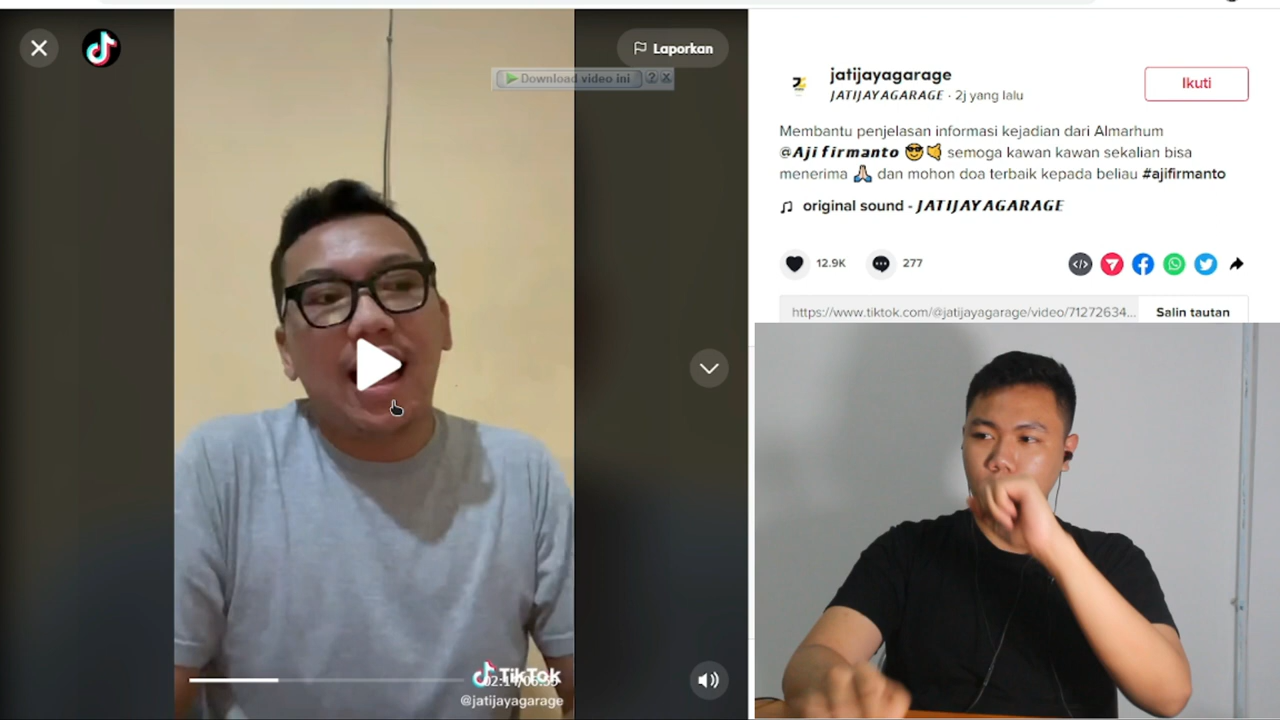 Laporkan
Download video ini
jatijayagarage
JATIJAYAGARAGE · 2j yang lalu
Ikuti
Membantu penjelasan informasi kejadian dari Almarhum
@Aji firmanto 😎🤙 semoga kawan kawan sekalian bisa
menerima 🙏🏻 dan mohon doa terbaik kepada beliau #ajifirmanto
original sound - JATIJAYAGARAGE
12.9K
277
https://www.tiktok.com/@jatijayagarage/video/71272634...
Salin tautan
TikTok
@jatijayagarage